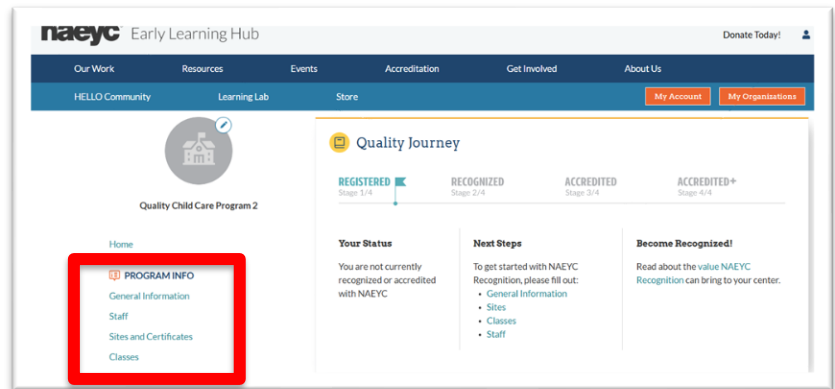 naeyc Early Learning Hub
Donate Today!
Our Work Resources Events Accreditation Get Involved About Us
HELLO Community Learning Lab Store My Account My Organizations
Quality Child Care Program 2
Home
PROGRAM INFO
General Information
Staff
Sites and Certificates
Classes
Quality Journey
REGISTERED RECOGNIZED ACCREDITED ACCREDITED+
Stage 1/4 Stage 2/4 Stage 3/4 Stage 4/4
Your Status
You are not currently
recognized or accredited
with NAEYC
Next Steps
To get started with NAEYC
Recognition, please fill out:
• General Information
• Sites
• Classes
• Staff
Become Recognized!
Read about the value NAEYC
Recognition can bring to your center.